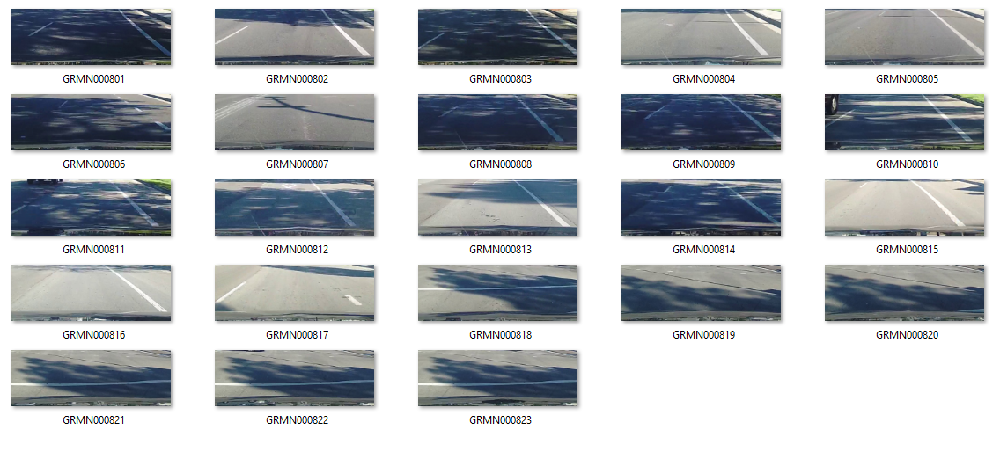 GRMN000801
GRMN000802
GRMN000803
GRMN000804
GRMN000805
GRMN000806
GRMN000807
GRMN000808
GRMN000809
GRMN000810
GRMN000811
GRMN000812
GRMN000813
GRMN000814
GRMN000815
GRMN000816
GRMN000817
GRMN000818
GRMN000819
GRMN000820
GRMN000821
GRMN000822
GRMN000823